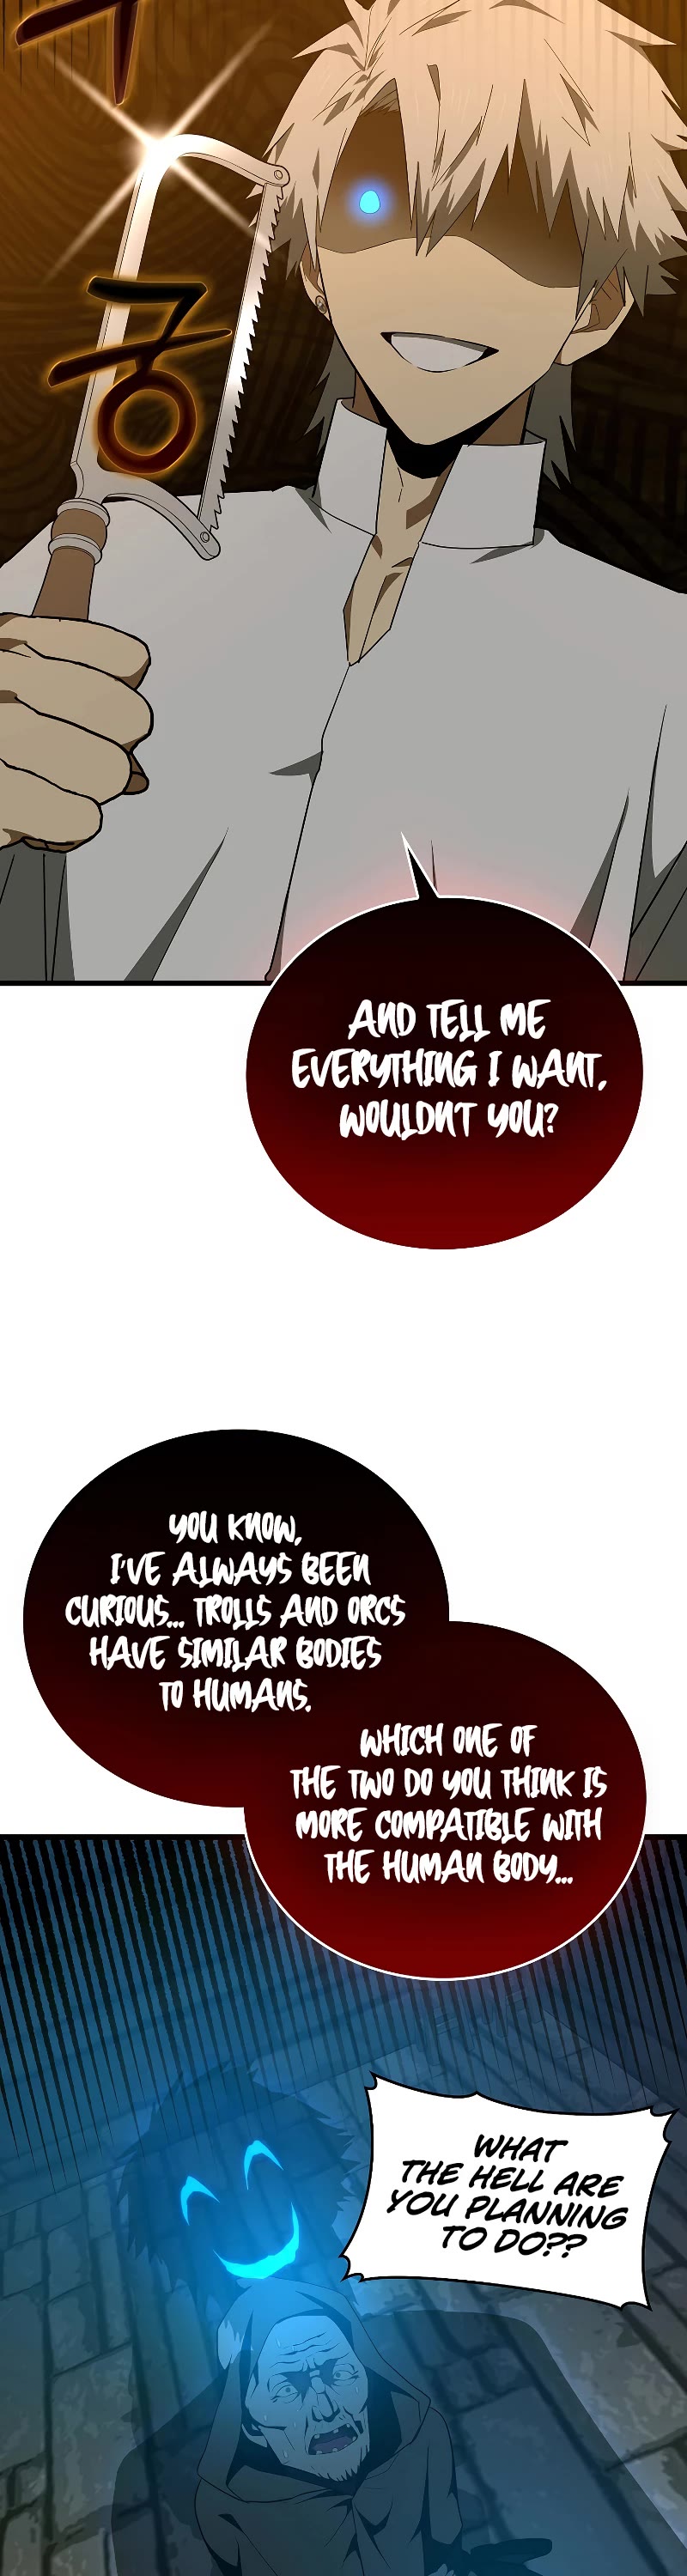 쿠
궁
AND TELL ME
EVERYTHING I WANT,
WOULDN'T YOU?
YOU KNOW,
I'VE ALWAYS BEEN
CURIOUS... TROLLS AND ORCS
HAVE SIMILAR BODIES
TO HUMANS.
WHICH ONE OF
THE TWO DO YOU THINK IS
MORE COMPATIBLE WITH
THE HUMAN BODY...
WHAT
THE HELL ARE
YOU PLANNING
TO DO??